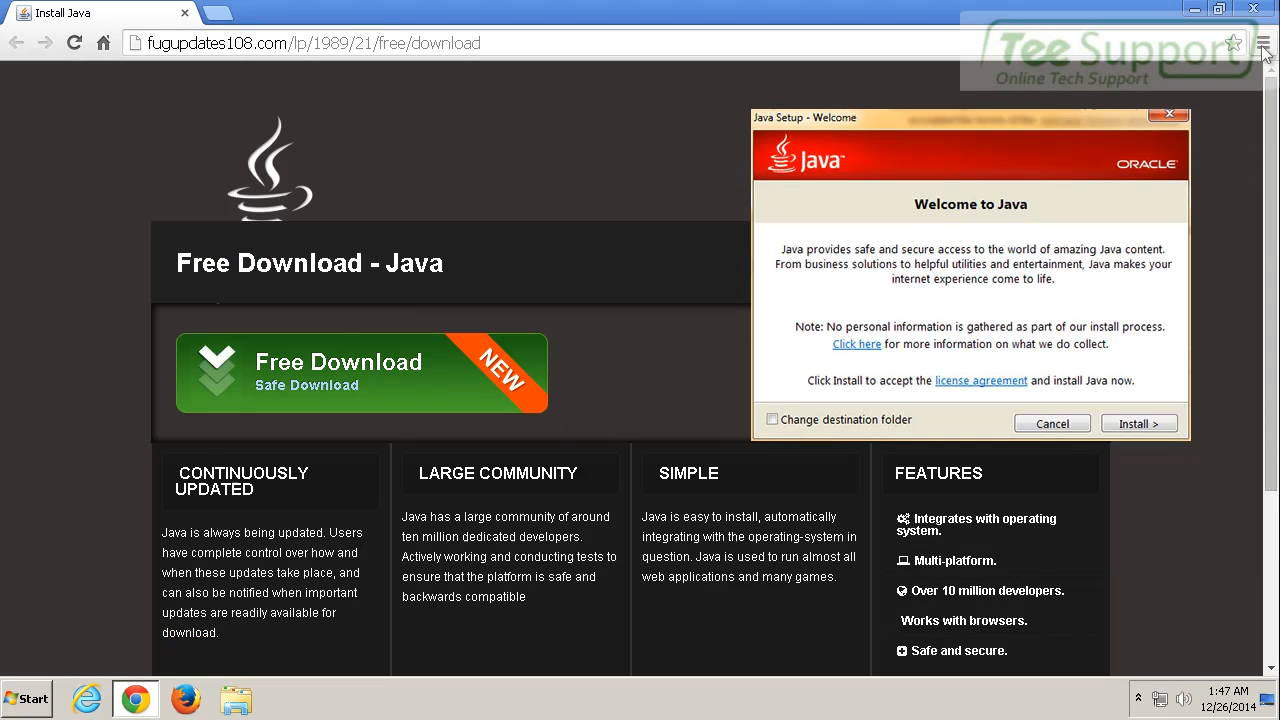 Install Java
fugupdates108.com/lp/1989/21/free/download
Tee Support
Online Tech Support
Java Setup - Welcome
Java™
ORACLE
Welcome to Java
Java provides safe and secure access to the world of amazing Java content.
From business solutions to helpful utilities and entertainment, Java makes your
internet experience come to life.
Note: No personal information is gathered as part of our install process.
Click here for more information on what we do collect.
Click Install to accept the license agreement and install Java now.
Change destination folder
Cancel
Install >
Free Download - Java
Free Download
Safe Download
NEW
CONTINUOUSLY
UPDATED
Java is always being updated. Users
have complete control over how and
when these updates take place, and
can also be notified when important
updates are readily available for
download.
LARGE COMMUNITY
Java has a large community of around
ten million dedicated developers.
Actively working and conducting tests to
ensure that the platform is safe and
backwards compatible
SIMPLE
Java is easy to install, automatically
integrating with the operating-system in
question. Java is used to run almost all
web applications and many games.
FEATURES
Integrates with operating
system.
Multi-platform.
Over 10 million developers.
Works with browsers.
Safe and secure.
Start
1:47 AM
12/26/2014